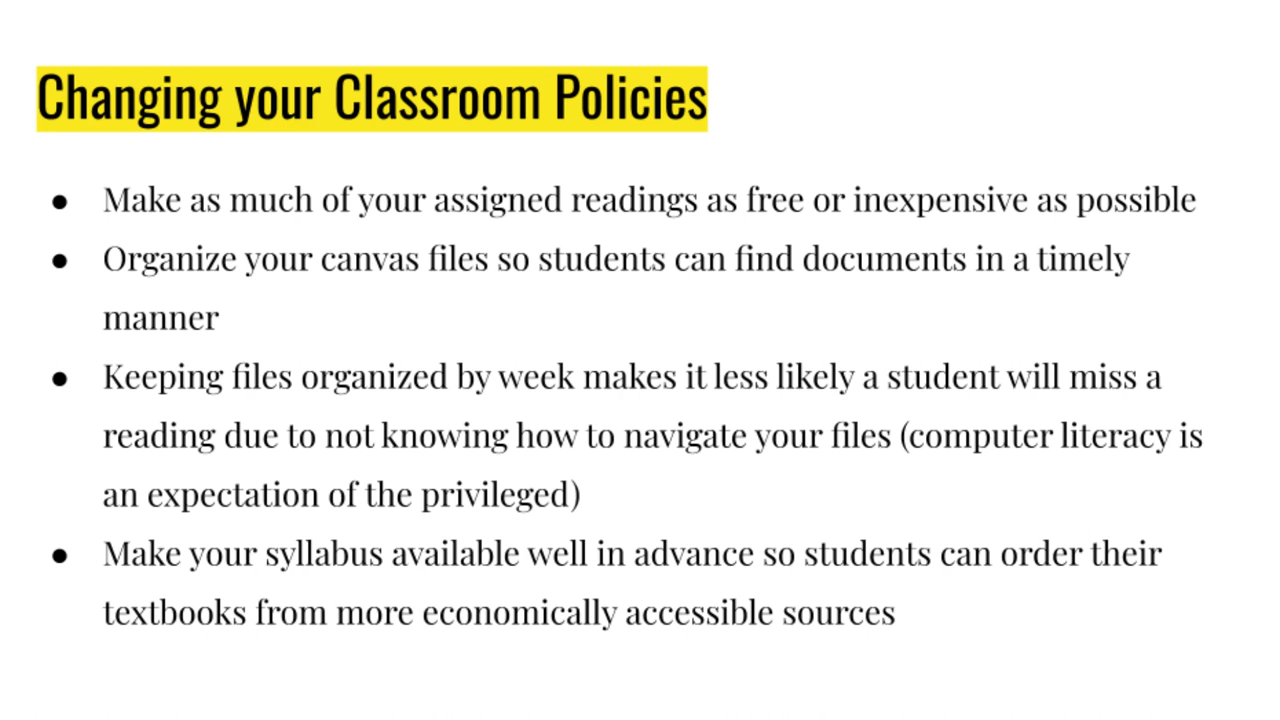 Changing your Classroom Policies
● Make as much of your assigned readings as free or inexpensive as possible
● Organize your canvas files so students can find documents in a timely
manner
● Keeping files organized by week makes it less likely a student will miss a
reading due to not knowing how to navigate your files (computer literacy is
an expectation of the privileged)
● Make your syllabus available well in advance so students can order their
textbooks from more economically accessible sources